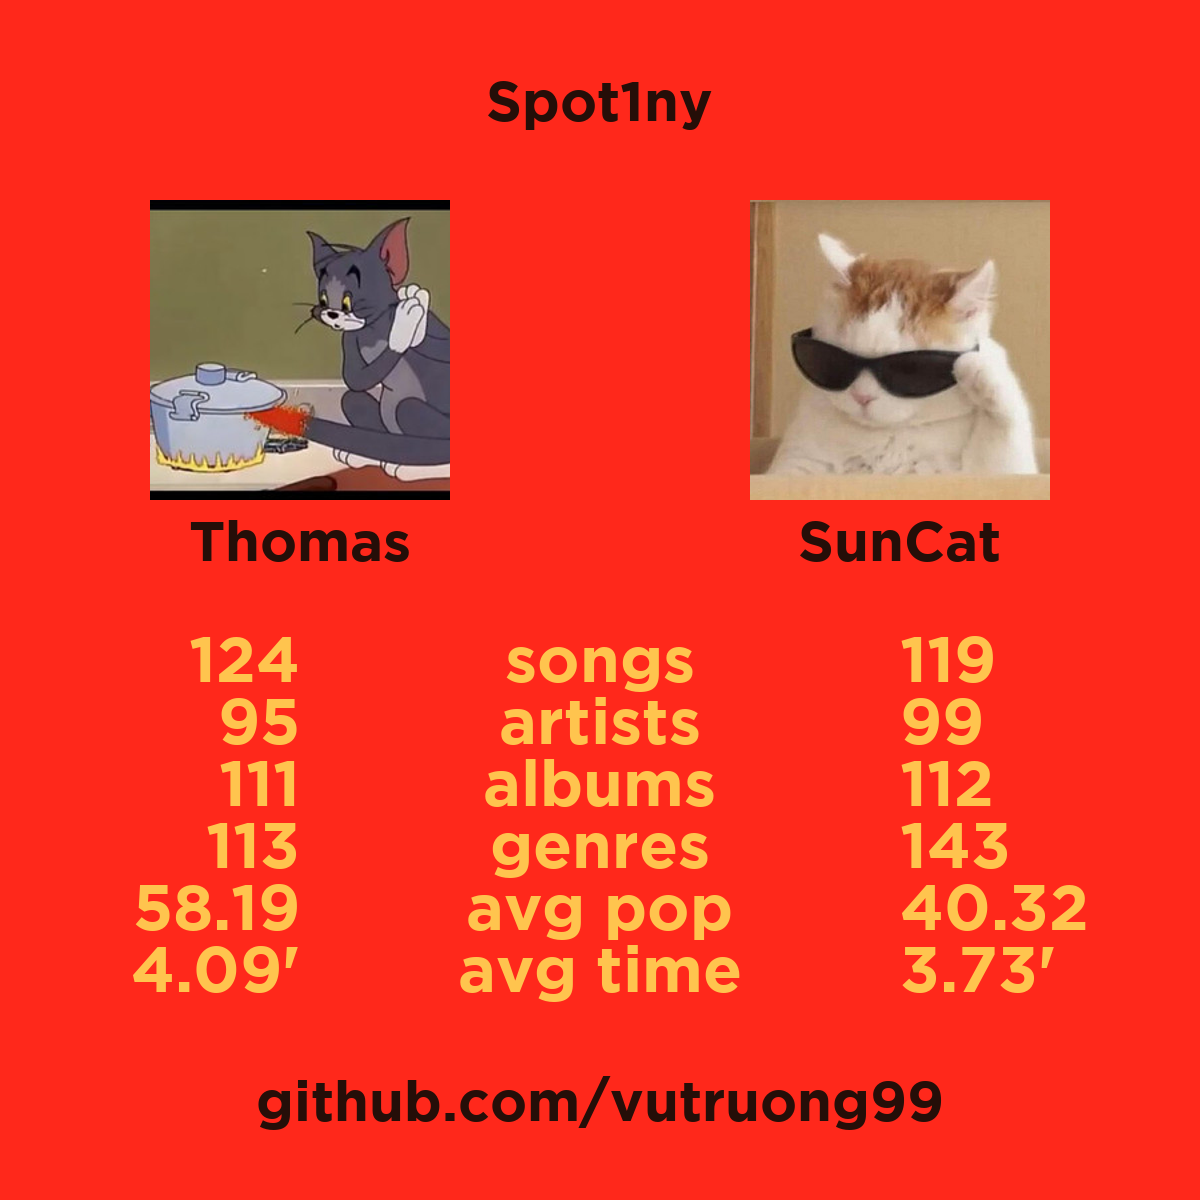 Spot1ny
Thomas SunCat
124 songs 119
95 artists 99
111 albums 112
113 genres 143
58.19 avg pop 40.32
4.09' avg time 3.73'
github.com/vutruong99